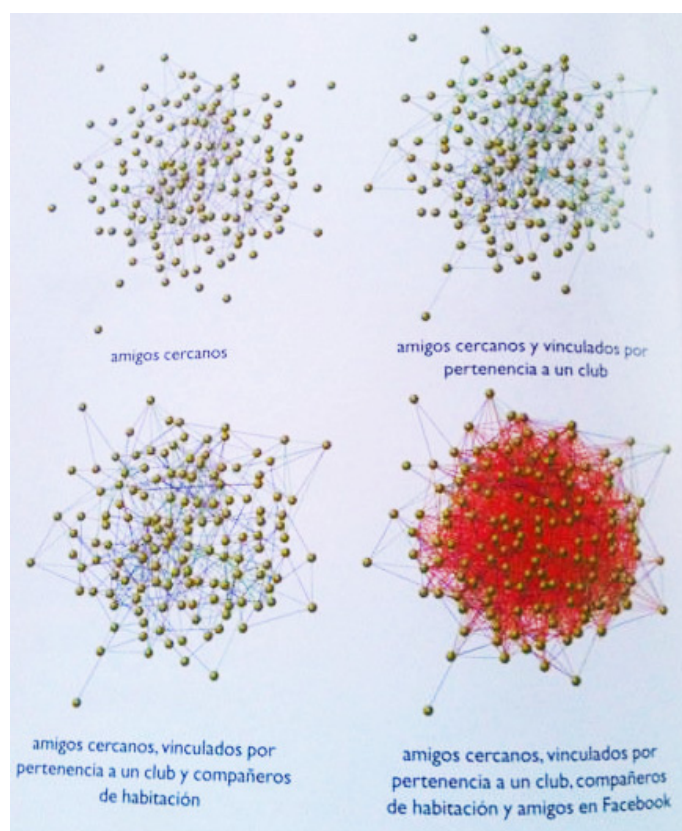 amigos cercanos
amigos cercanos y vinculados por
pertenencia a un club
amigos cercanos, vinculados por
pertenencia a un club y compañeros
de habitación
amigos cercanos, vinculados por
pertenencia a un club, compañeros
de habitación y amigos en Facebook